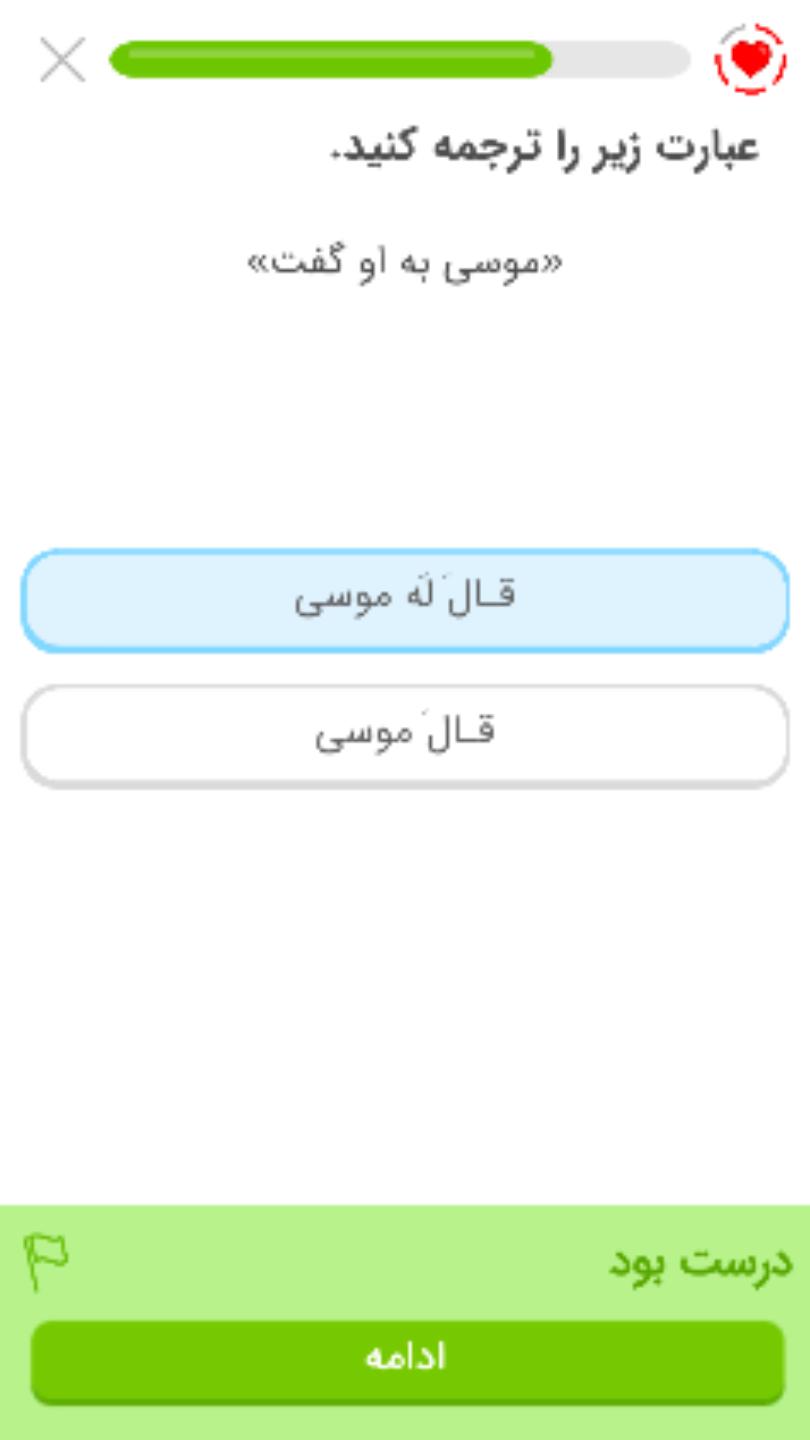 عبارت زیر را ترجمه کنید.
«موسی به او گفت»
قـالَ لَه موسی
قـالَ موسی
درست بود
ادامه